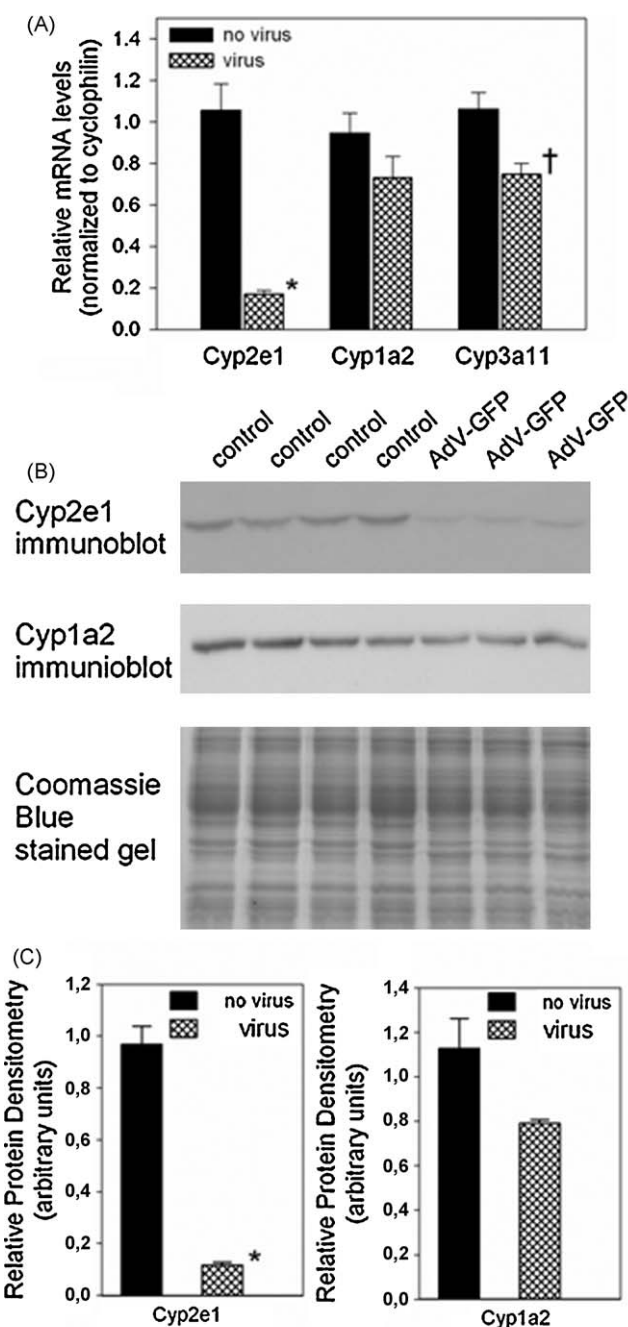 (A)
Relative mRNA levels
(normalized to cyclophilin)
1.4
1.2
1.0
0.8
0.6
0.4
0.2
0.0
no virus
virus
*
†
Cyp2e1 Cyp1a2 Cyp3a11
(B)
control control control control AdV-GFP AdV-GFP AdV-GFP
Cyp2e1
immunoblot
Cyp1a2
immunioblot
Coomassie
Blue
stained gel
(C)
Relative Protein Densitometry
(arbitrary units)
1,2
1,0
0,8
0,6
0,4
0,2
0,0
no virus
virus
*
Cyp2e1
Relative Protein Densitometry
(arbitrary units)
1,4
1,2
1,0
0,8
0,6
0,4
0,2
0,0
no virus
virus
Cyp1a2